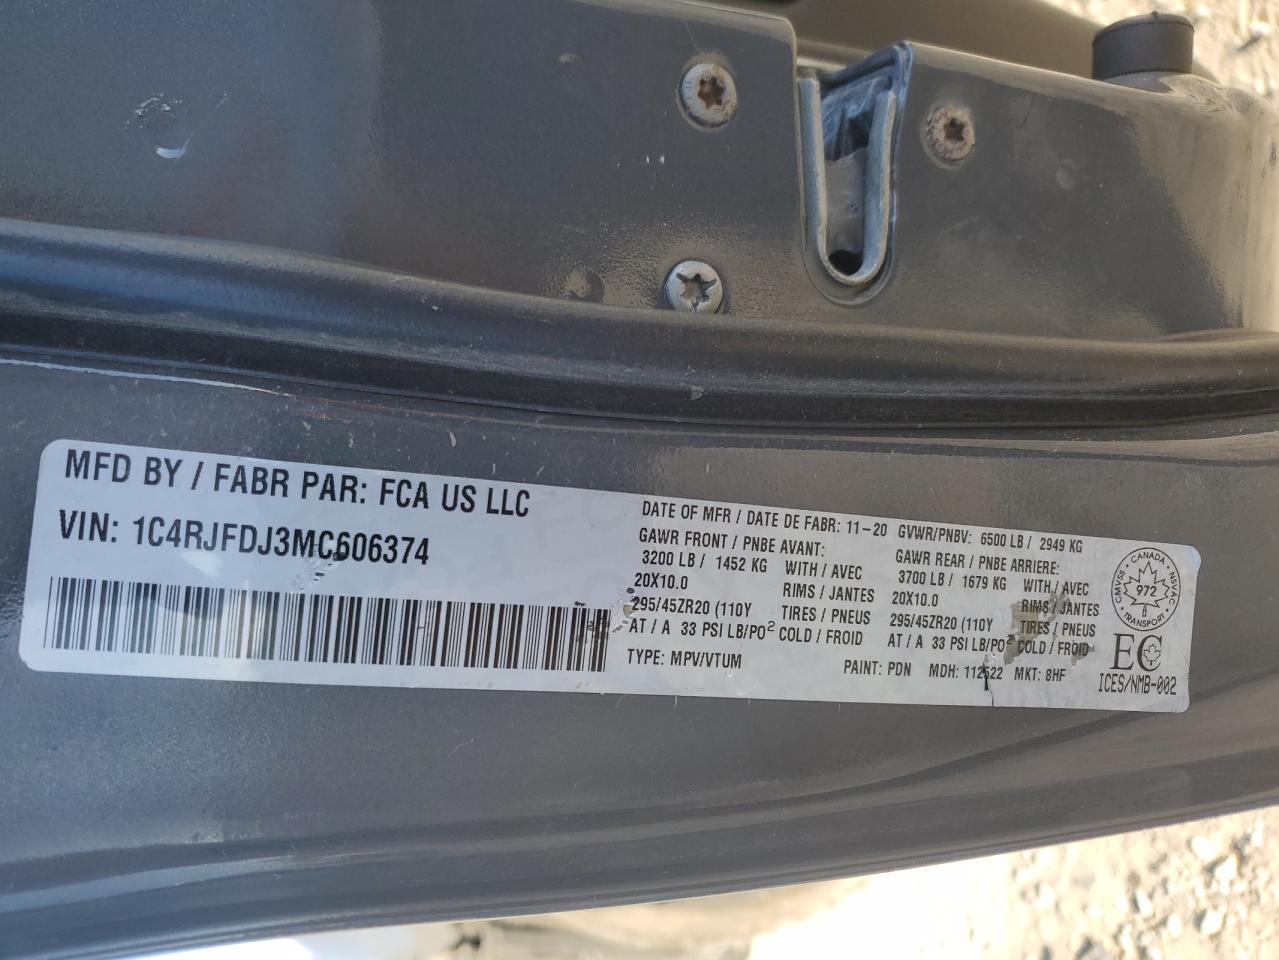 MFD BY / FABR PAR: FCA US LLC
VIN: 1C4RJFDJ3MC606374
DATE OF MFR / DATE DE FABR: 11-20 GVWR/PNBV: 6500 LB / 2949 KG
GAWR FRONT / PNBE AVANT:
3200 LB / 1452 KG WITH / AVEC
20X10.0 RIMS / JANTES
295/45ZR20 (110Y TIRES / PNEUS
AT / A 33 PSI LB/PO² COLD / FROID
GAWR REAR / PNBE ARRIERE:
3700 LB / 1679 KG WITH / AVEC
20X10.0 RIMS / JANTES
295/45ZR20 (110Y TIRES / PNEUS
AT / A 33 PSI LB/PO² COLD / FROID
TYPE: MPV/VTUM PAINT: PDN MDH: 112522 MKT: 8HF
CANADA
CMVSS NSVAC
972
TRANSPORT
EC
ICES/NMB-002